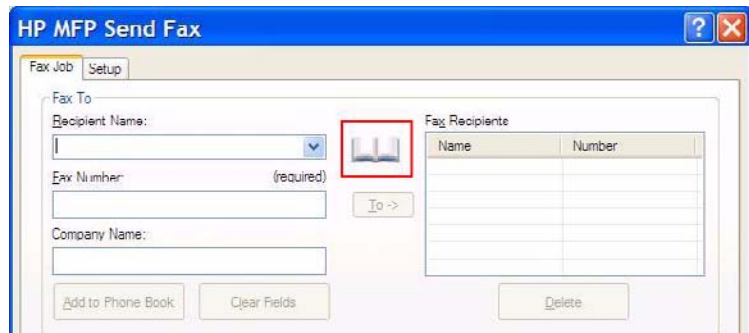 HP MFP Send Fax
Fax Job Setup
Fax To
Recipient Name:
Fax Number: (required)
Company Name:
Add to Phone Book Clear Fields
To ->
Fax Recipients
Name Number
Delete